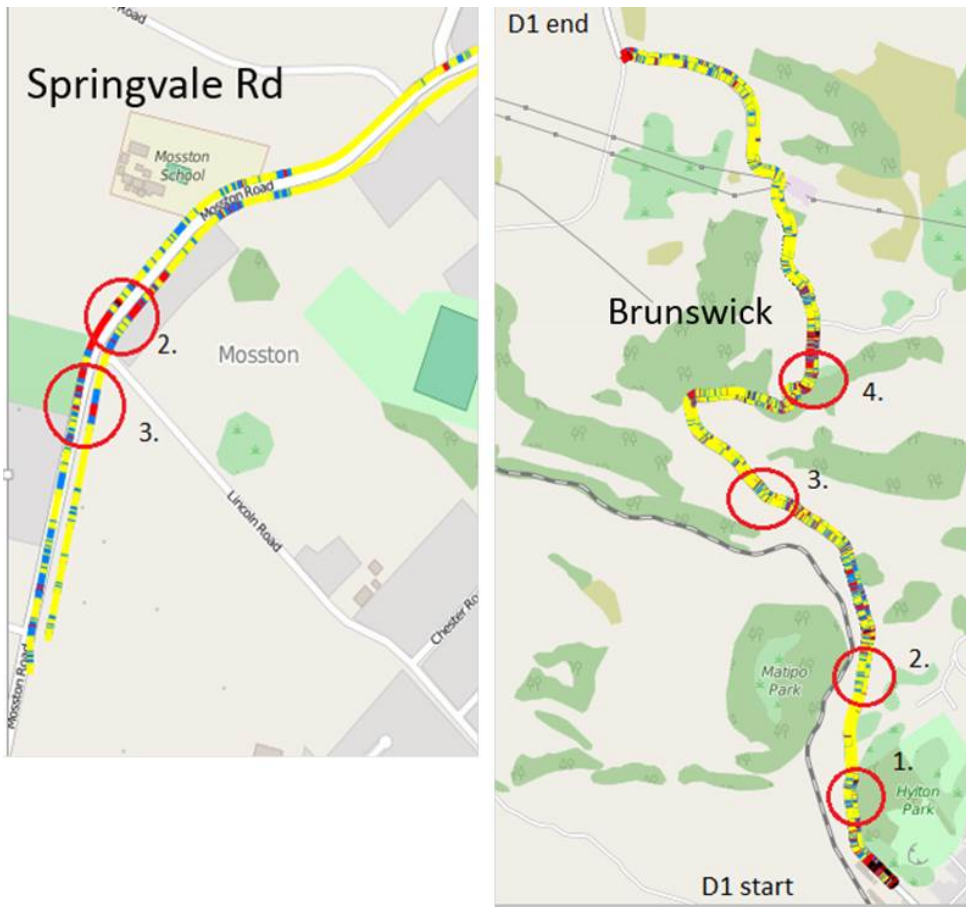 Road
Springvale Rd
Mosston
School
Mosston Road
2.
Mosston
3.
Lincoln Road
Chester Ro
Mosston Road
D1 end
Brunswick
4.
3.
2.
Matipo
Park
1.
Hylton
Park
D1 start